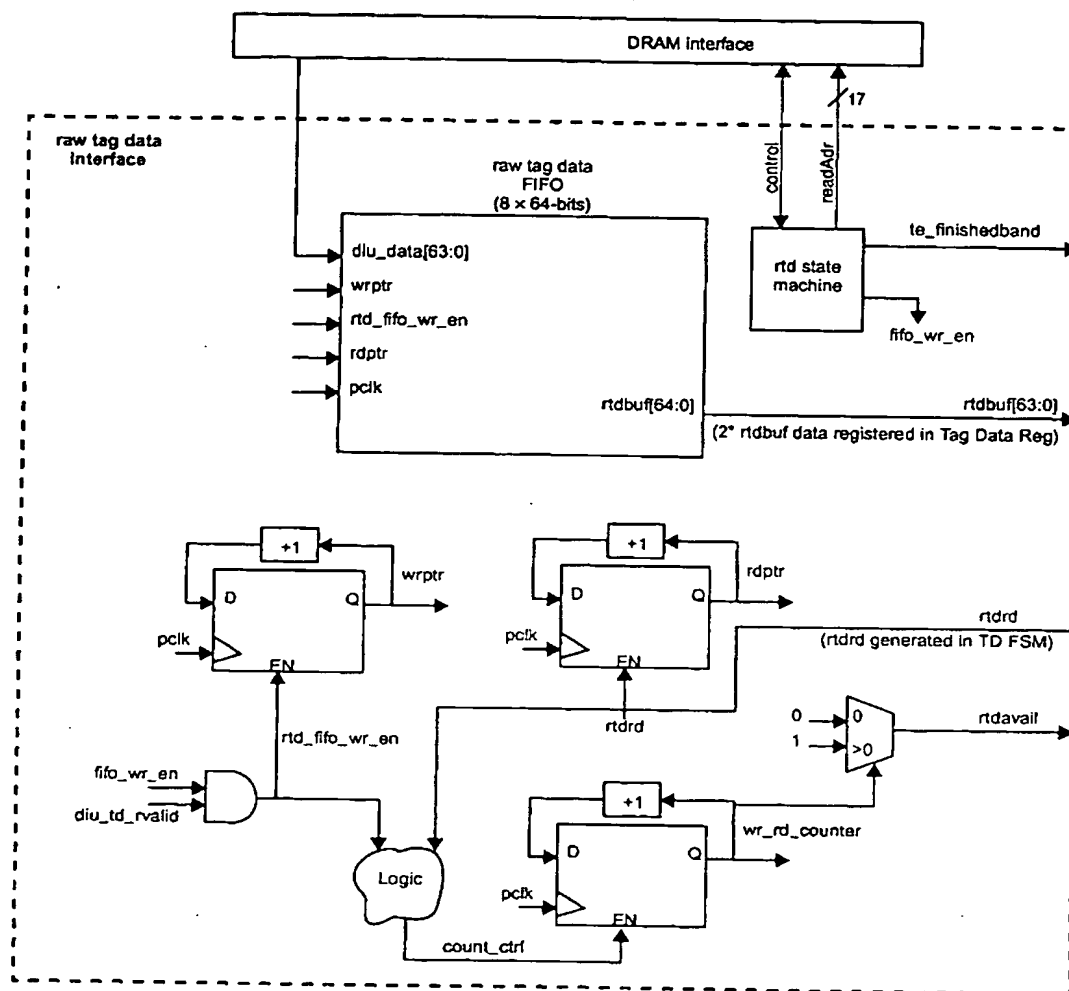 DRAM interface
17
raw tag data
Interface
control
readAdr
raw tag data
FIFO
(8 × 64-bits)
diu_data[63:0]
wrptr
rtd_fifo_wr_en
rdptr
pclk
rtdbuf[64:0]
rtd state
machine
te_finishedband
fifo_wr_en
rtdbuf[63:0]
(2* rtdbuf data registered in Tag Data Reg)
+1
wrptr
D
Q
pclk
EN
rtd_fifo_wr_en
fifo_wr_en
diu_td_rvalid
+1
rdptr
D
Q
pclk
EN
rtdrd
rtdrd
(rtdrd generated in TD FSM)
0
0
1
>0
rtdavail
Logic
count_ctrl
+1
wr_rd_counter
D
Q
pclk
EN